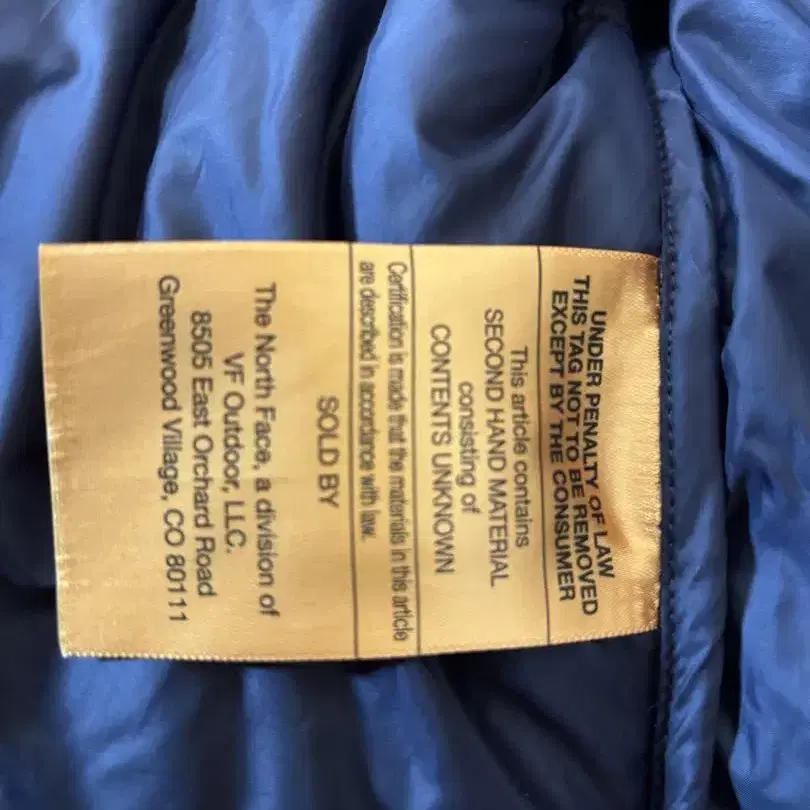 UNDER PENALTY OF LAW
THIS TAG NOT TO BE REMOVED
EXCEPT BY THE CONSUMER
This article contains
SECOND HAND MATERIAL
consisting of
CONTENTS UNKNOWN
Certification is made that the materials in this article
are described in accordance with law.
SOLD BY
The North Face, a division of
VF Outdoor, LLC.
8505 East Orchard Road
Greenwood Village, CO 80111